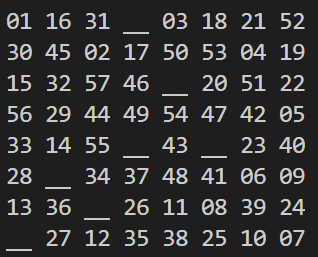 01 16 31 __ 03 18 21 52
30 45 02 17 50 53 04 19
15 32 57 46 __ 20 51 22
56 29 44 49 54 47 42 05
33 14 55 __ 43 __ 23 40
28 __ 34 37 48 41 06 09
13 36 __ 26 11 08 39 24
__ 27 12 35 38 25 10 07